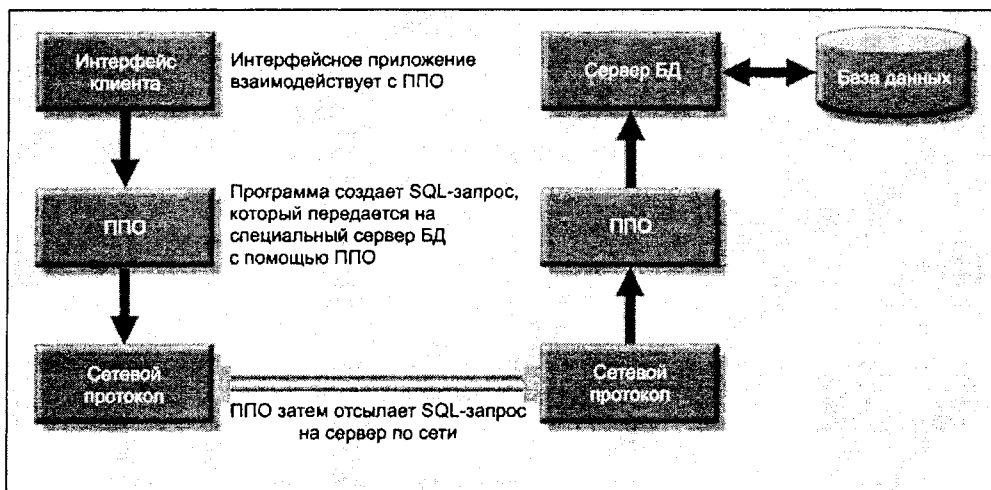 Интерфейс
клиента
Интерфейсное приложение
взаимодействует с ППО
ППО
Программа создает SQL-запрос,
который передается на
специальный сервер БД
с помощью ППО
Сетевой
протокол
ППО затем отсылает SQL-запрос
на сервер по сети
Сервер БД
База данных
ППО
Сетевой
протокол